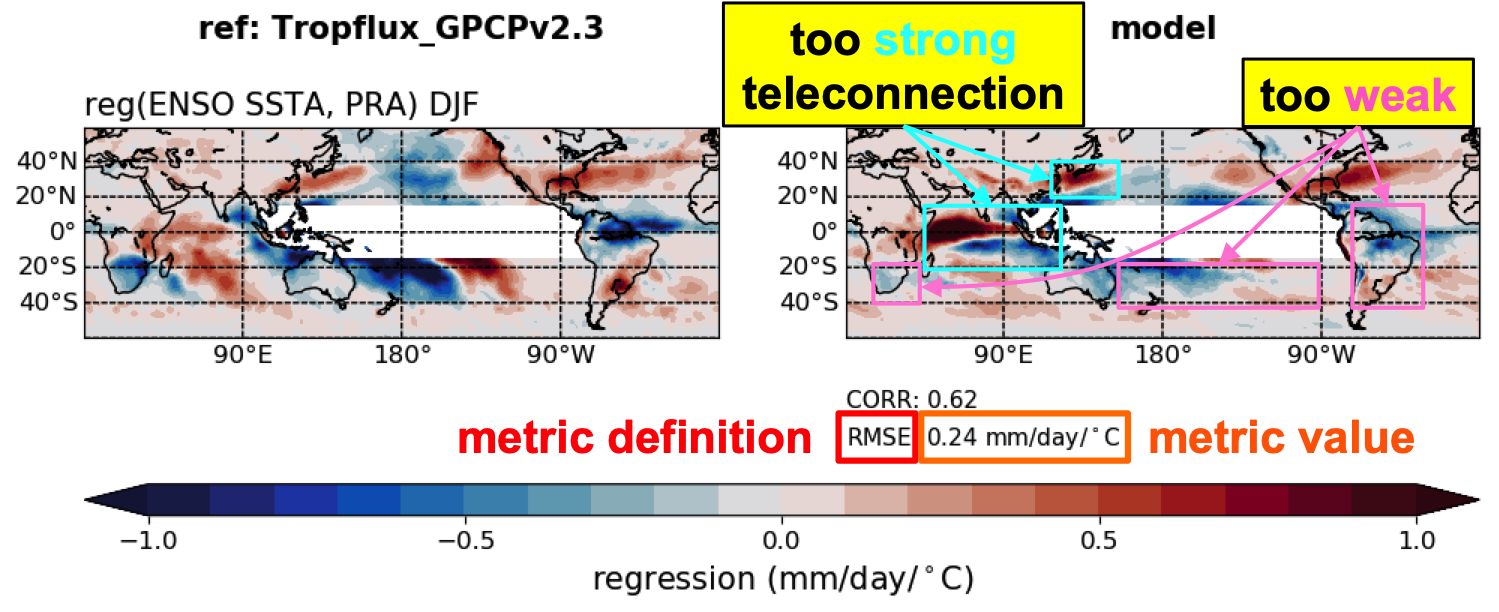 ref: Tropflux_GPCPv2.3
too strong
teleconnection
model
too weak
reg(ENSO SSTA, PRA) DJF
40°N
20°N
0°
20°S
40°S
90°E 180° 90°W
40°N
20°N
0°
20°S
40°S
90°E 180° 90°W
CORR: 0.62
metric definition RMSE 0.24 mm/day/°C metric value
−1.0 −0.5 0.0 0.5 1.0
regression (mm/day/°C)